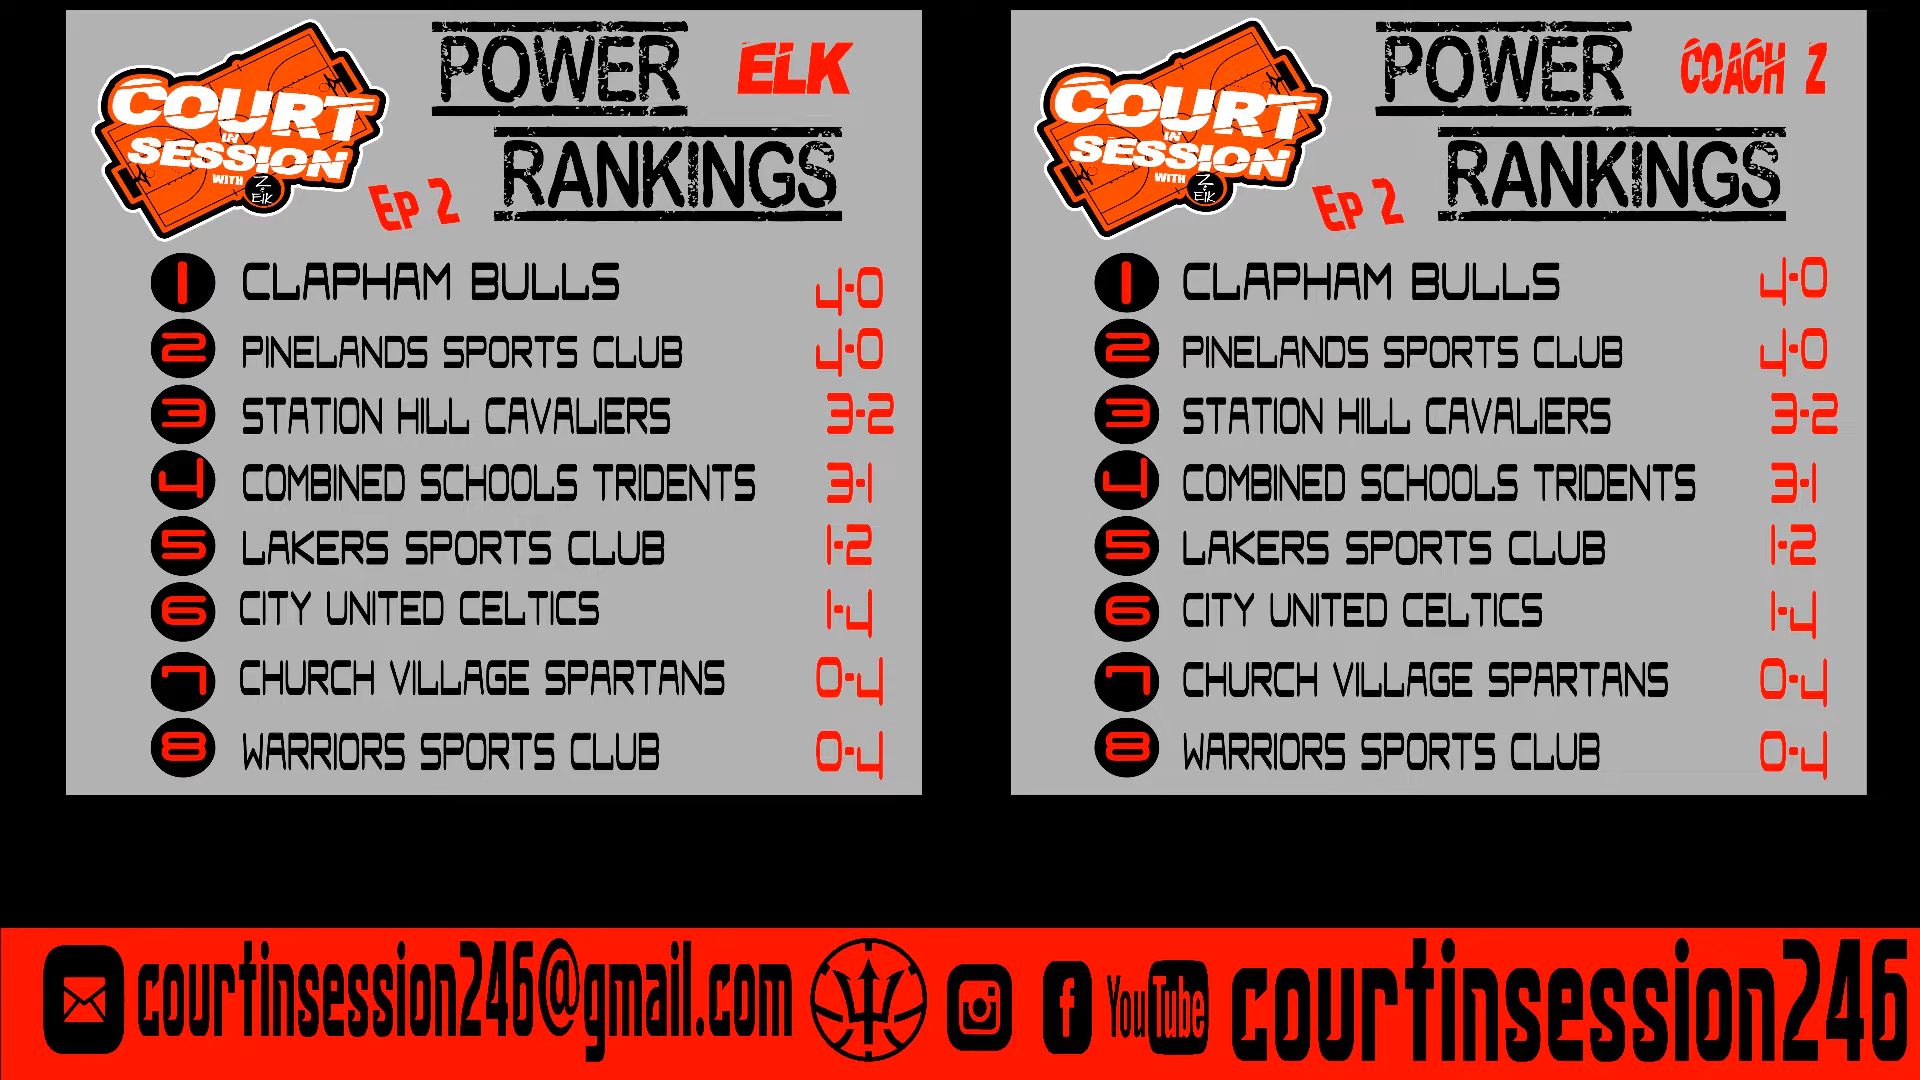 COURT
IN
SESSION
WITH
Z
&
Elk
Ep 2
POWER
RANKINGS
ELK
1 CLAPHAM BULLS 4-0
2 PINELANDS SPORTS CLUB 4-0
3 STATION HILL CAVALIERS 3-2
4 COMBINED SCHOOLS TRIDENTS 3-1
5 LAKERS SPORTS CLUB 1-2
6 CITY UNITED CELTICS 1-4
7 CHURCH VILLAGE SPARTANS 0-4
8 WARRIORS SPORTS CLUB 0-4
COURT
IN
SESSION
WITH
Z
&
Elk
Ep 2
POWER
RANKINGS
COACH Z
1 CLAPHAM BULLS 4-0
2 PINELANDS SPORTS CLUB 4-0
3 STATION HILL CAVALIERS 3-2
4 COMBINED SCHOOLS TRIDENTS 3-1
5 LAKERS SPORTS CLUB 1-2
6 CITY UNITED CELTICS 1-4
7 CHURCH VILLAGE SPARTANS 0-4
8 WARRIORS SPORTS CLUB 0-4
courtinsession246@gmail.com f YouTube courtinsession246